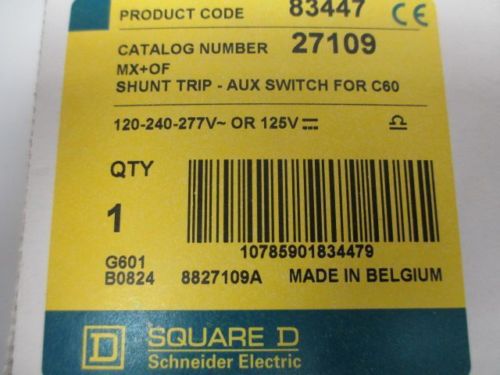 PRODUCT CODE 83447 CE
CATALOG NUMBER 27109
MX+OF
SHUNT TRIP - AUX SWITCH FOR C60
120-240-277V~ OR 125V⎓
QTY
1
10785901834479
G601
B0824 8827109A MADE IN BELGIUM
D SQUARE D
Schneider Electric